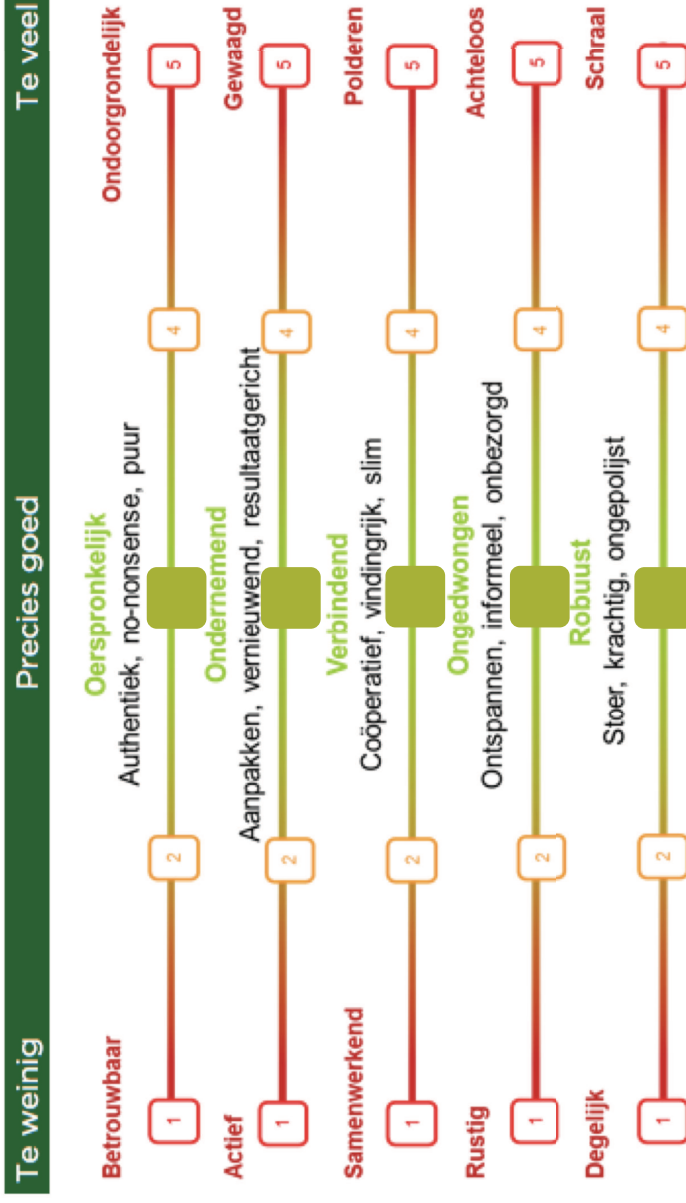 Te weinig Precies goed Te veel
Betrouwbaar Oerspronkelijk Ondoorgrondelijk
Authentiek, no-nonsense, puur
1 2 4 5
Actief Ondernemend Gewaagd
Aanpakken, vernieuwend, resultaatgericht
1 2 4 5
Samenwerkend Verbindend Polderen
Coöperatief, vindingrijk, slim
1 2 4 5
Rustig Ongedwongen Achteloos
Ontspannen, informeel, onbezorgd
1 2 4 5
Degelijk Robuust Schraal
Stoer, krachtig, ongepolijst
1 2 4 5